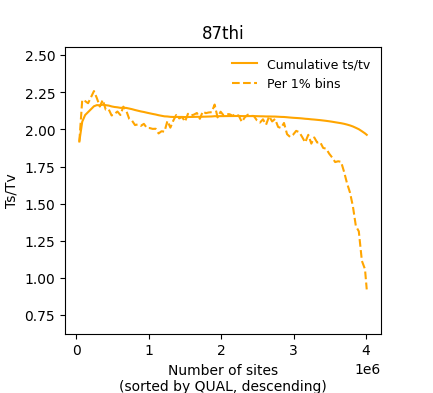 87thi
2.50
2.25
2.00
1.75
1.50
1.25
1.00
0.75
Ts/Tv
Cumulative ts/tv
Per 1% bins
0 1 2 3 4
1e6
Number of sites
(sorted by QUAL, descending)